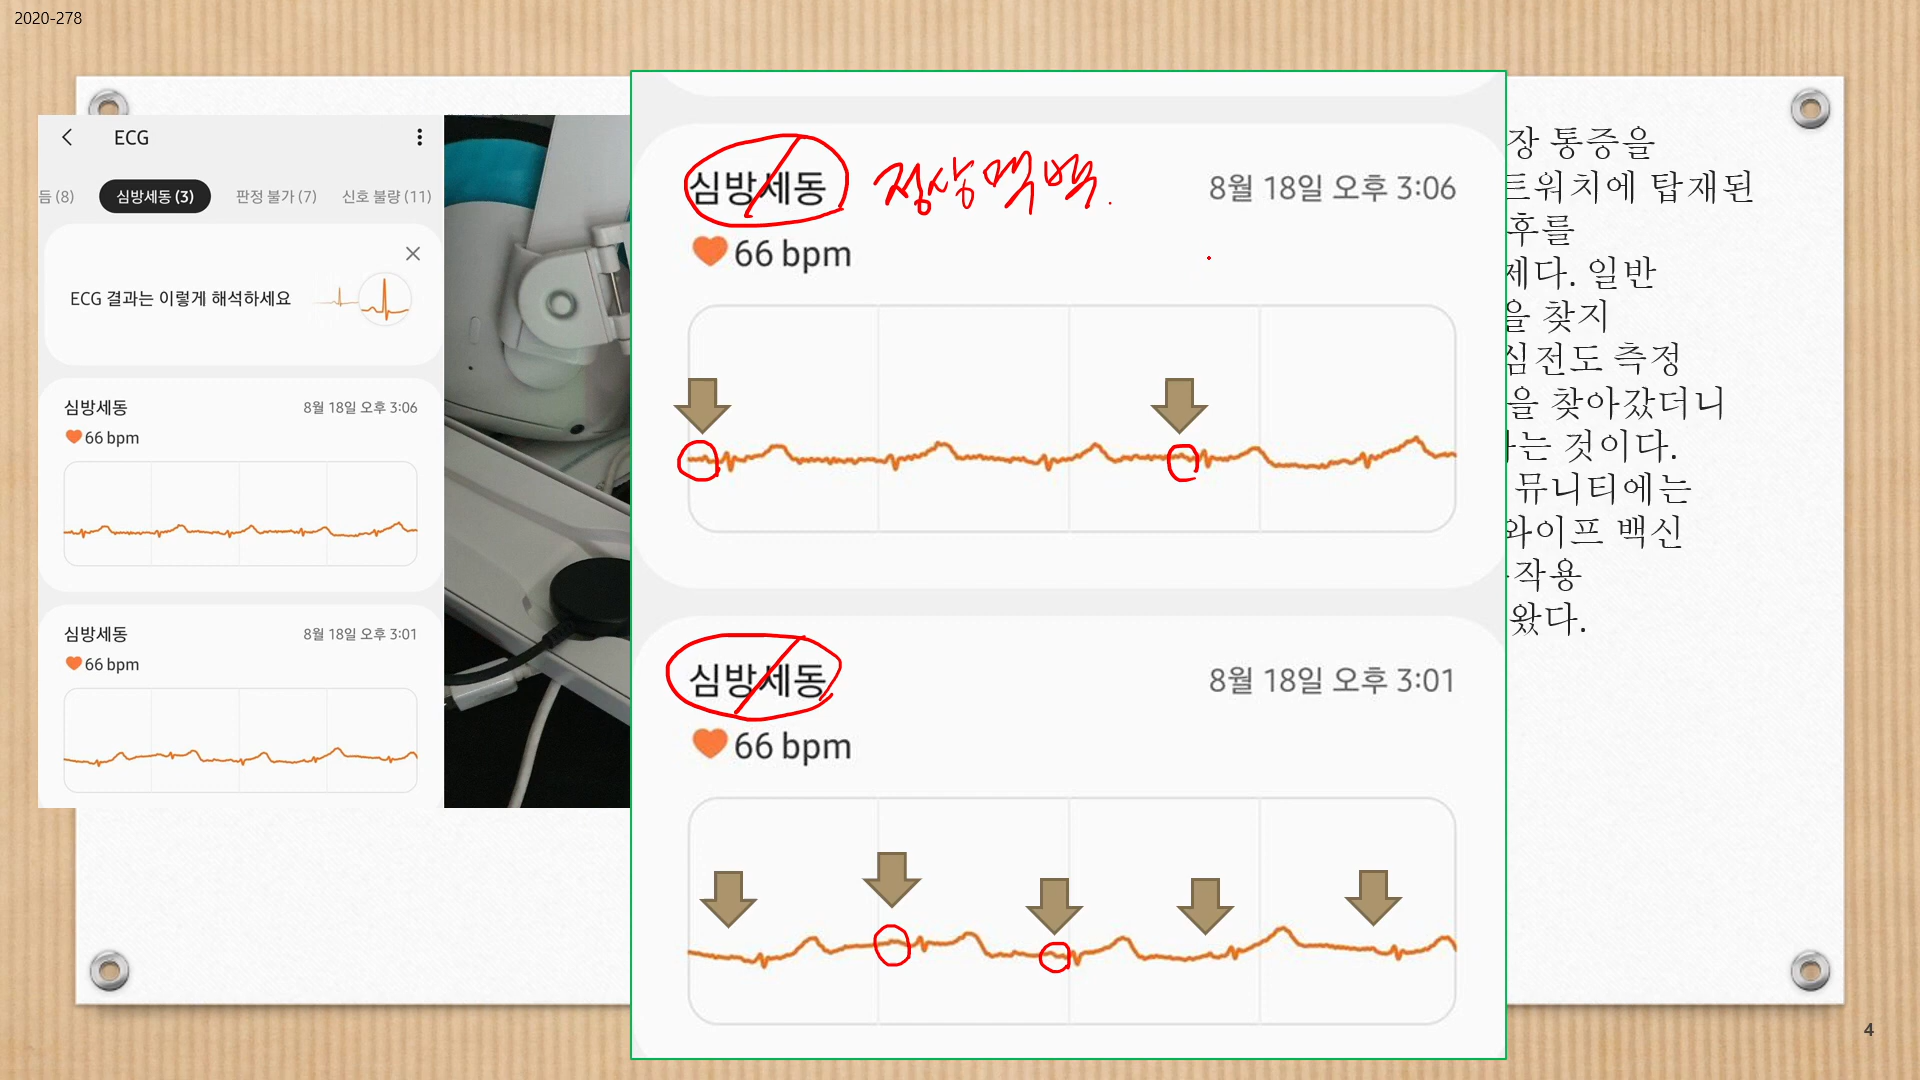 2020-278
ECG
듬 (8) 심방세동 (3) 판정 불가 (7) 신호 불량 (11)
ECG 결과는 이렇게 해석하세요
심방세동 8월 18일 오후 3:06
66 bpm
심방세동 8월 18일 오후 3:01
66 bpm
심방세동 정상맥박. 8월 18일 오후 3:06
66 bpm
심방세동 8월 18일 오후 3:01
66 bpm
장 통증을
트워치에 탑재된
후를
제다. 일반
을 찾지
심전도 측정
을 찾아갔더니
는 것이다.
뮤니티에는
와이프 백신
작용
왔다.
4